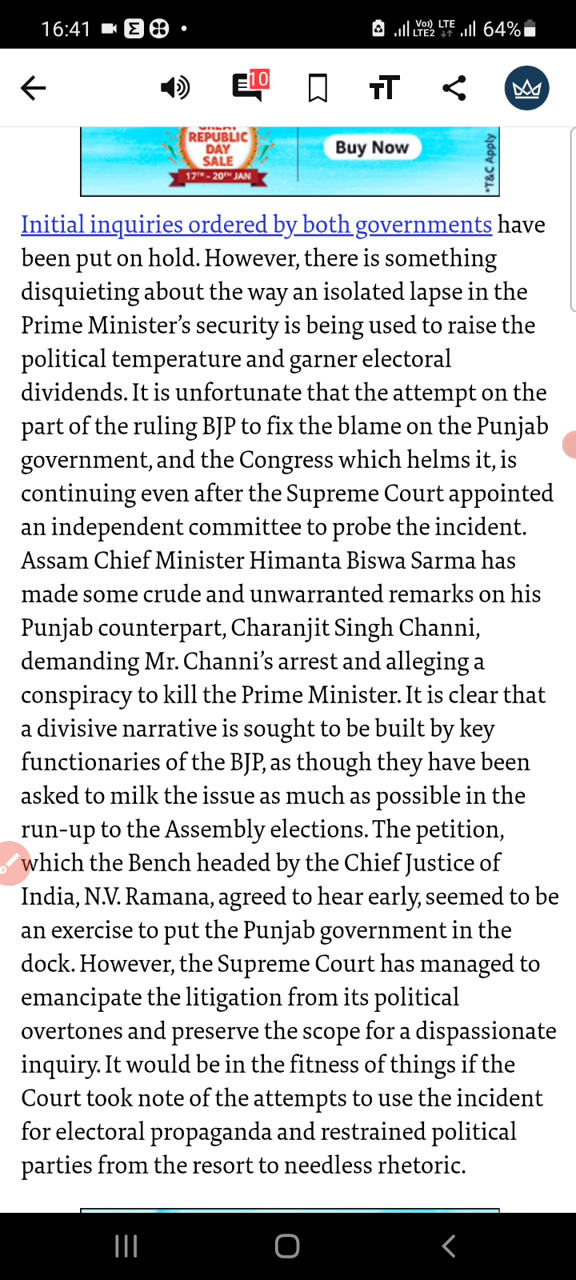 16:41
Vo) LTE
LTE2
64%
10
TT
GREAT
REPUBLIC
DAY
SALE
17TH - 20TH JAN
Buy Now
*T&C Apply
Initial inquiries ordered by both governments have
been put on hold. However, there is something
disquieting about the way an isolated lapse in the
Prime Minister’s security is being used to raise the
political temperature and garner electoral
dividends. It is unfortunate that the attempt on the
part of the ruling BJP to fix the blame on the Punjab
government, and the Congress which helms it, is
continuing even after the Supreme Court appointed
an independent committee to probe the incident.
Assam Chief Minister Himanta Biswa Sarma has
made some crude and unwarranted remarks on his
Punjab counterpart, Charanjit Singh Channi,
demanding Mr. Channi’s arrest and alleging a
conspiracy to kill the Prime Minister. It is clear that
a divisive narrative is sought to be built by key
functionaries of the BJP, as though they have been
asked to milk the issue as much as possible in the
run-up to the Assembly elections. The petition,
which the Bench headed by the Chief Justice of
India, N.V. Ramana, agreed to hear early, seemed to be
an exercise to put the Punjab government in the
dock. However, the Supreme Court has managed to
emancipate the litigation from its political
overtones and preserve the scope for a dispassionate
inquiry. It would be in the fitness of things if the
Court took note of the attempts to use the incident
for electoral propaganda and restrained political
parties from the resort to needless rhetoric.